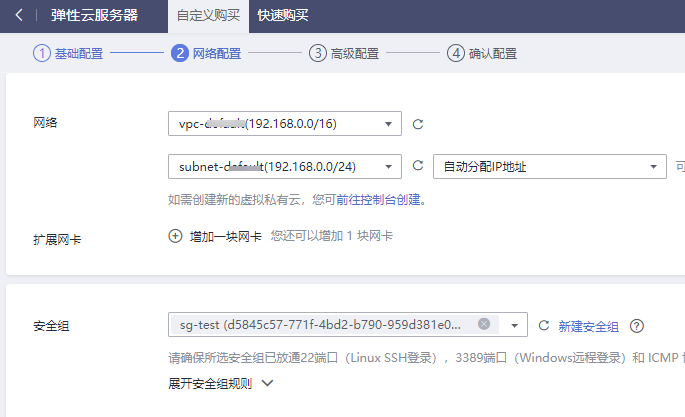 弹性云服务器 自定义购买 快速购买
1 基础配置 2 网络配置 3 高级配置 4 确认配置
网络 vpc-default(192.168.0.0/16)
subnet-default(192.168.0.0/24) 自动分配IP地址 可
如需创建新的虚拟私有云，您可前往控制台创建。
扩展网卡 增加一块网卡 您还可以增加 1 块网卡
安全组 sg-test (d5845c57-771f-4bd2-b790-959d381e0... 新建安全组 ?
请确保所选安全组已放通22端口（Linux SSH登录），3389端口（Windows远程登录）和 ICMP
展开安全组规则